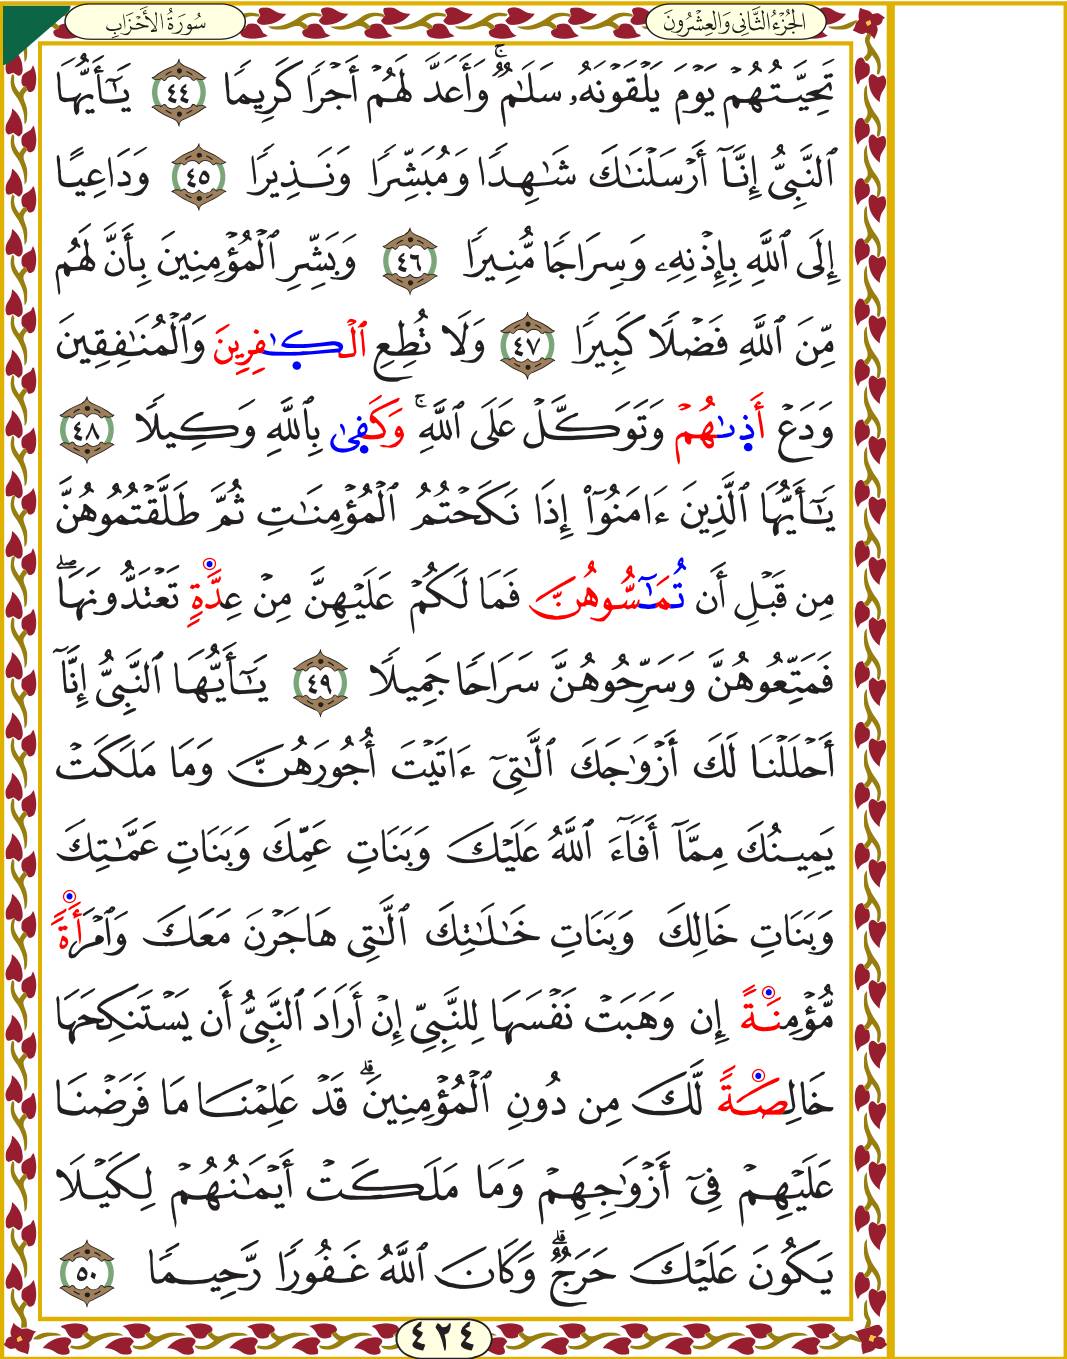 سُورَةُ الأَحْزَابِ
الجُزْءُ الثَّانِي وَالعِشْرُونَ
تَحِيَّتُهُمْ يَوْمَ يَلْقَوْنَهُۥ سَلَٰمٌۚ وَأَعَدَّ لَهُمْ أَجْرًا كَرِيمًا ٤٤ يَٰٓأَيُّهَا
ٱلنَّبِيُّ إِنَّآ أَرْسَلْنَٰكَ شَٰهِدًا وَمُبَشِّرًا وَنَذِيرًا ٤٥ وَدَاعِيًا
إِلَى ٱللَّهِ بِإِذْنِهِۦ وَسِرَاجًا مُّنِيرًا ٤٦ وَبَشِّرِ ٱلْمُؤْمِنِينَ بِأَنَّ لَهُم
مِّنَ ٱللَّهِ فَضْلًا كَبِيرًا ٤٧ وَلَا تُطِعِ ٱلْكَٰفِرِينَ وَٱلْمُنَٰفِقِينَ
وَدَعْ أَذَىٰهُمْ وَتَوَكَّلْ عَلَى ٱللَّهِۚ وَكَفَىٰ بِٱللَّهِ وَكِيلًا ٤٨
يَٰٓأَيُّهَا ٱلَّذِينَ ءَامَنُوٓا۟ إِذَا نَكَحْتُمُ ٱلْمُؤْمِنَٰتِ ثُمَّ طَلَّقْتُمُوهُنَّ
مِن قَبْلِ أَن تُمَٰٓسُّوهُنَّ فَمَا لَكُمْ عَلَيْهِنَّ مِنْ عِدَّةٍ تَعْتَدُّونَهَاۖ
فَمَتِّعُوهُنَّ وَسَرِّحُوهُنَّ سَرَاحًا جَمِيلًا ٤٩ يَٰٓأَيُّهَا ٱلنَّبِيُّ إِنَّآ
أَحْلَلْنَا لَكَ أَزْوَٰجَكَ ٱلَّٰتِىٓ ءَاتَيْتَ أُجُورَهُنَّ وَمَا مَلَكَتْ
يَمِينُكَ مِمَّآ أَفَآءَ ٱللَّهُ عَلَيْكَ وَبَنَاتِ عَمِّكَ وَبَنَاتِ عَمَّٰتِكَ
وَبَنَاتِ خَالِكَ وَبَنَاتِ خَٰلَٰتِكَ ٱلَّٰتِى هَاجَرْنَ مَعَكَ وَٱمْرَأَةً
مُّؤْمِنَةً إِن وَهَبَتْ نَفْسَهَا لِلنَّبِيِّ إِنْ أَرَادَ ٱلنَّبِيُّ أَن يَسْتَنكِحَهَا
خَالِصَةً لَّكَ مِن دُونِ ٱلْمُؤْمِنِينَۗ قَدْ عَلِمْنَا مَا فَرَضْنَا
عَلَيْهِمْ فِىٓ أَزْوَٰجِهِمْ وَمَا مَلَكَتْ أَيْمَٰنُهُمْ لِكَيْلَا
يَكُونَ عَلَيْكَ حَرَجٌۗ وَكَانَ ٱللَّهُ غَفُورًا رَّحِيمًا ٥٠
٤٢٤